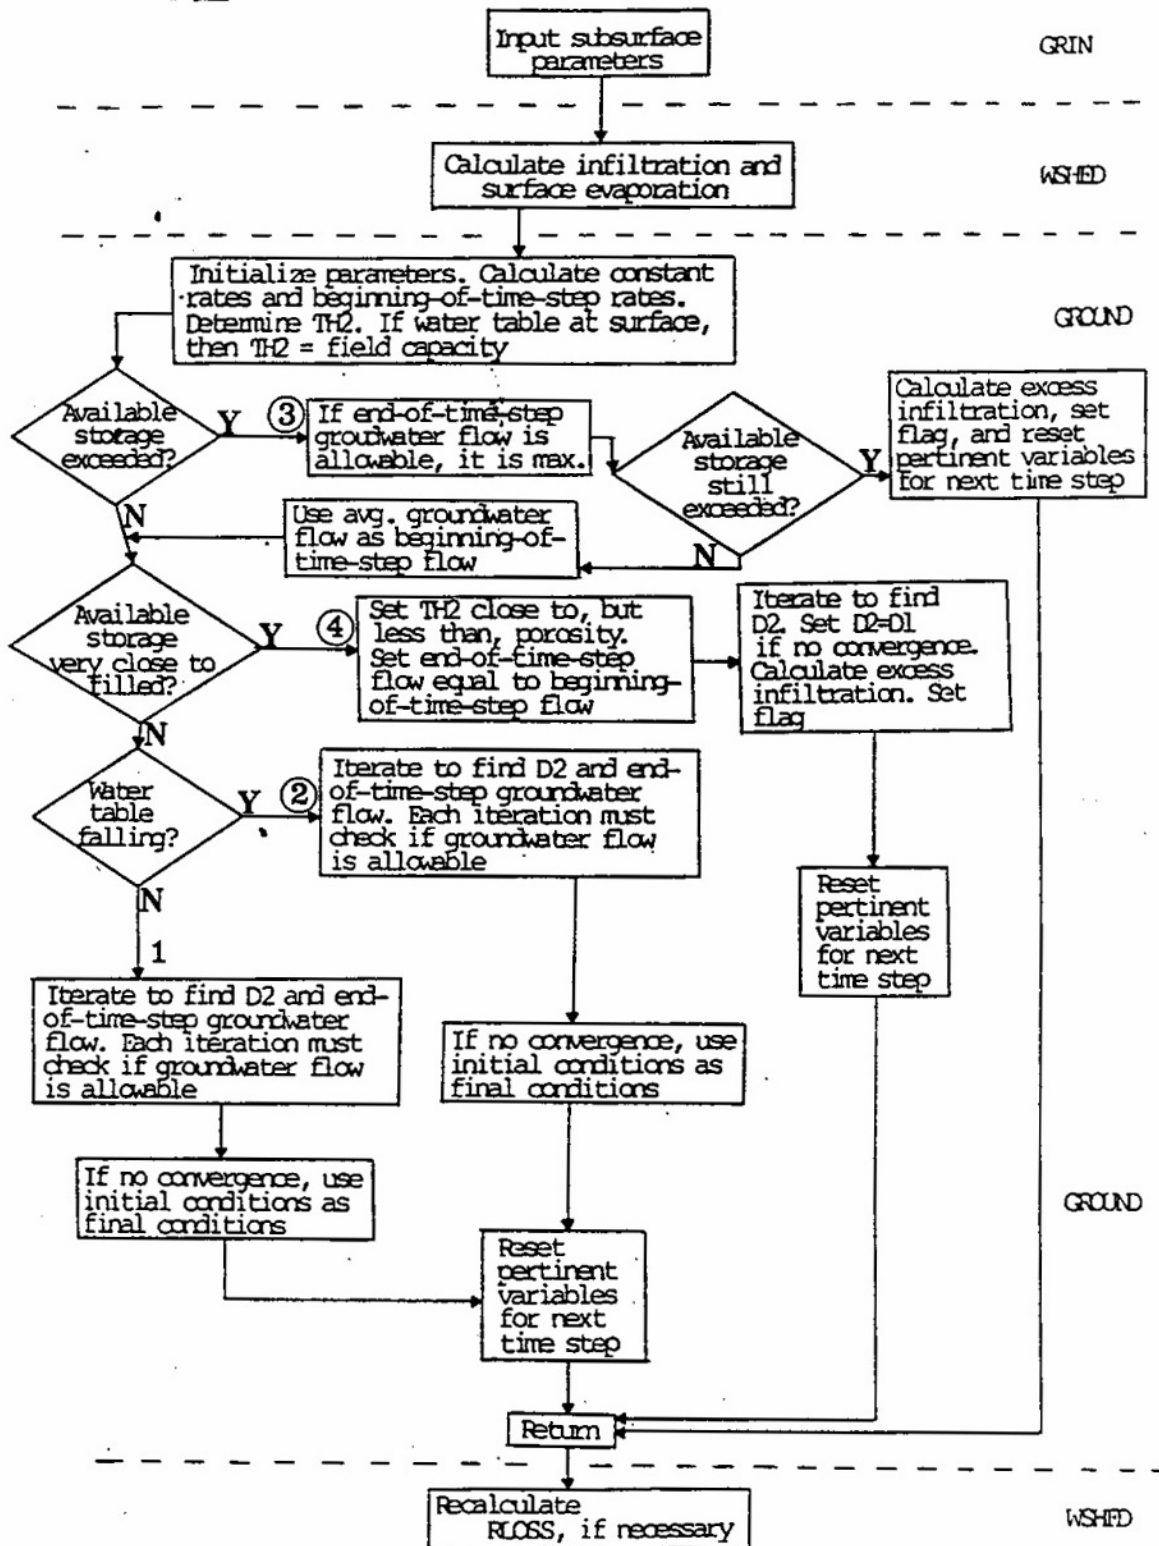 Input subsurface
parameters
GRIN
Calculate infiltration and
surface evaporation
WSHED
Initialize parameters. Calculate constant
rates and beginning-of-time-step rates.
Determine TH2. If water table at surface,
then TH2 = field capacity
GROUND
Available
storage
exceeded?
Y
3
If end-of-time-step
groundwater flow is
allowable, it is max.
Available
storage
still
exceeded?
Y
Calculate excess
infiltration, set
flag, and reset
pertinent variables
for next time step
N
Use avg. groundwater
flow as beginning-of-
time-step flow
N
Available
storage
very close to
filled?
Y
4
Set TH2 close to, but
less than, porosity.
Set end-of-time-step
flow equal to beginning-
of-time-step flow
Iterate to find
D2. Set D2=D1
if no convergence.
Calculate excess
infiltration. Set
flag
N
Water
table
falling?
Y
2
Iterate to find D2 and end-
of-time-step groundwater
flow. Each iteration must
check if groundwater flow
is allowable
Reset
pertinent
variables
for next
time step
N
1
Iterate to find D2 and end-
of-time-step groundwater
flow. Each iteration must
check if groundwater flow
is allowable
If no convergence, use
initial conditions as
final conditions
If no convergence, use
initial conditions as
final conditions
GROUND
Reset
pertinent
variables
for next
time step
Return
Recalculate
RLOSS, if necessary
WSHED